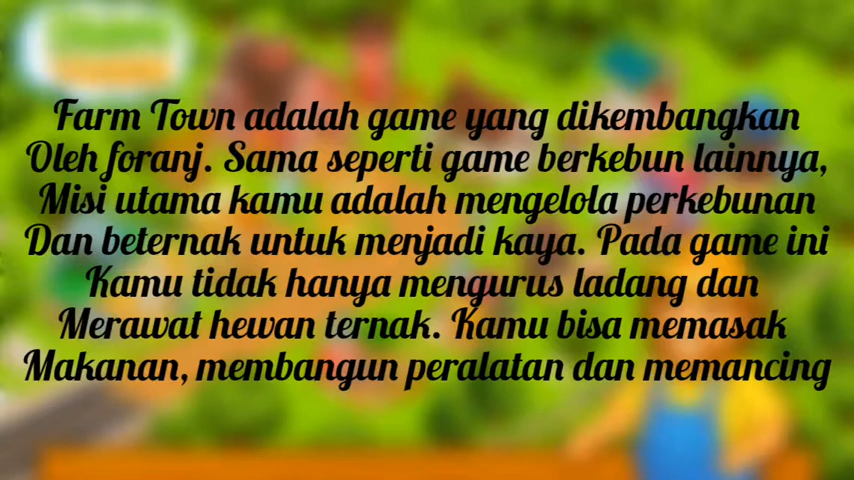 Farm Town adalah game yang dikembangkan
Oleh foranj. Sama seperti game berkebun lainnya,
Misi utama kamu adalah mengelola perkebunan
Dan beternak untuk menjadi kaya. Pada game ini
Kamu tidak hanya mengurus ladang dan
Merawat hewan ternak. Kamu bisa memasak
Makanan, membangun peralatan dan memancing